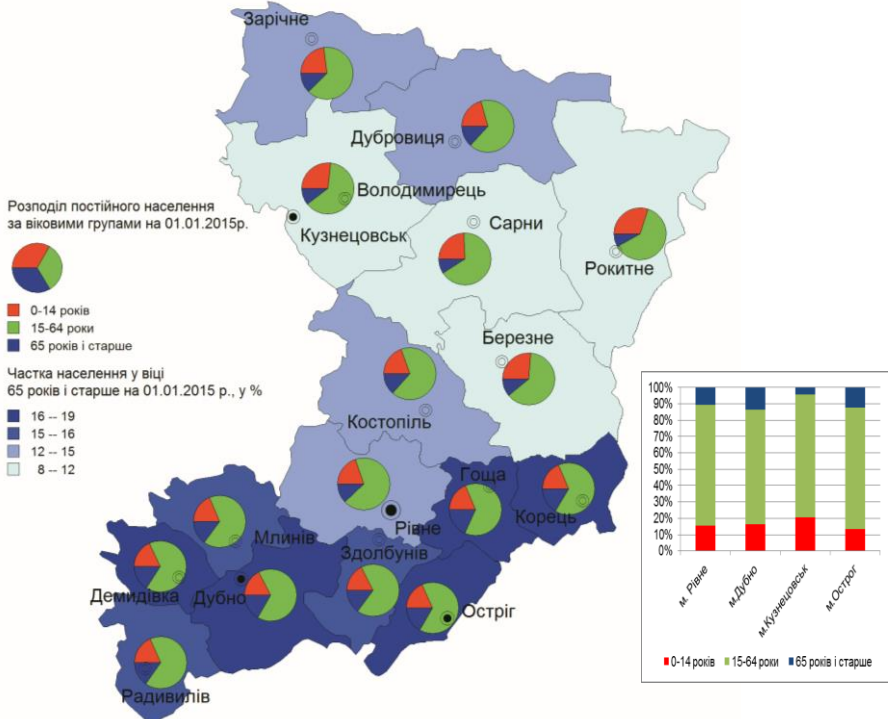 Зарічне
Дубровиця
Володимирець
Кузнецовськ
Сарни
Рокитне
Березне
Костопіль
Рівне
Гоща
Корець
Млинів
Здолбунів
Демидівка
Дубно
Остріг
Радивилів
Розподіл постійного населення
за віковими групами на 01.01.2015р.
0-14 років
15-64 роки
65 років і старше
Частка населення у віці
65 років і старше на 01.01.2015 р., у %
16 -- 19
15 -- 16
12 -- 15
8 -- 12
100%
90%
80%
70%
60%
50%
40%
30%
20%
10%
0%
м. Рівне
м.Дубно
м.Кузнецовськ
м.Острог
0-14 років 15-64 роки 65 років і старше